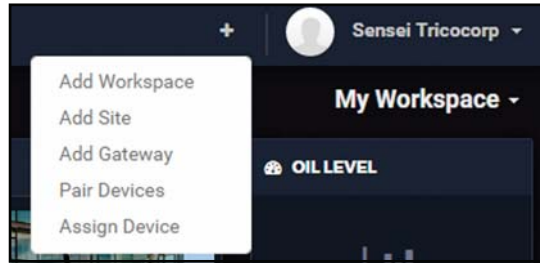 +
Sensei Tricocorp
Add Workspace
Add Site
Add Gateway
Pair Devices
Assign Device
My Workspace
OIL LEVEL